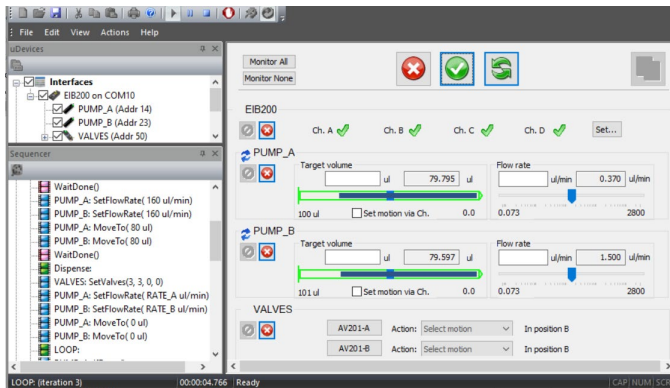 File Edit View Actions Help
uDevices
Interfaces
EIB200 on COM10
PUMP_A (Addr 14)
PUMP_B (Addr 23)
VALVES (Addr 50)
Sequencer
WaitDone()
PUMP_A: SetFlowRate( 160 ul/min)
PUMP_B: SetFlowRate( 160 ul/min)
PUMP_A: MoveTo( 80 ul)
PUMP_B: MoveTo( 80 ul)
WaitDone()
Dispense:
VALVES: SetValves(3, 3, 0, 0)
PUMP_A: SetFlowRate( RATE_A ul/min)
PUMP_B: SetFlowRate( RATE_B ul/min)
PUMP_A: MoveTo( 0 ul)
PUMP_B: MoveTo( 0 ul)
LOOP:
LOOP: (iteration 3) 00:00:04.766 Ready CAP NUM SCR
Monitor All
Monitor None
EIB200
Ch. A Ch. B Ch. C Ch. D Set...
PUMP_A
Target volume Flow rate
ul 79.795 ul ul/min 0.370 ul/min
100 ul Set motion via Ch. 0.0 0.073 2800
PUMP_B
Target volume Flow rate
ul 79.597 ul ul/min 1.500 ul/min
101 ul Set motion via Ch. 0.0 0.073 2800
VALVES
AV201-A Action: Select motion In position B
AV201-B Action: Select motion In position B